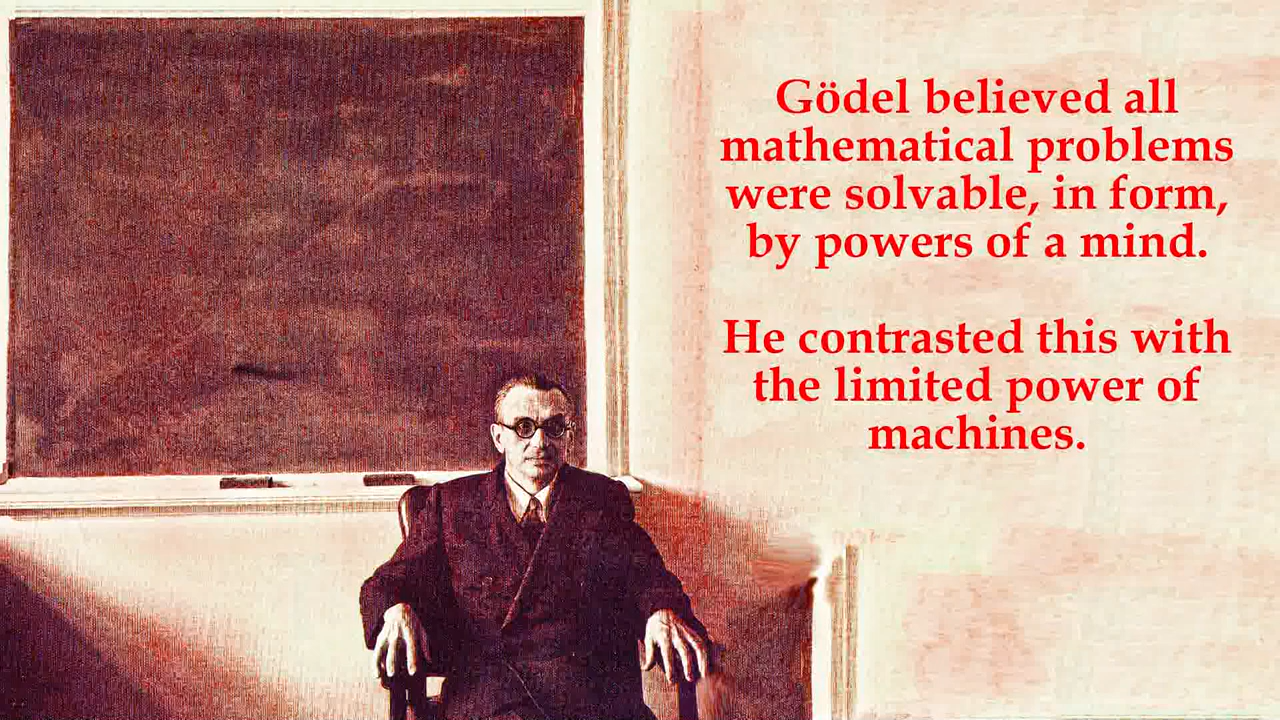 Gödel believed all
mathematical problems
were solvable, in form,
by powers of a mind.
He contrasted this with
the limited power of
machines.